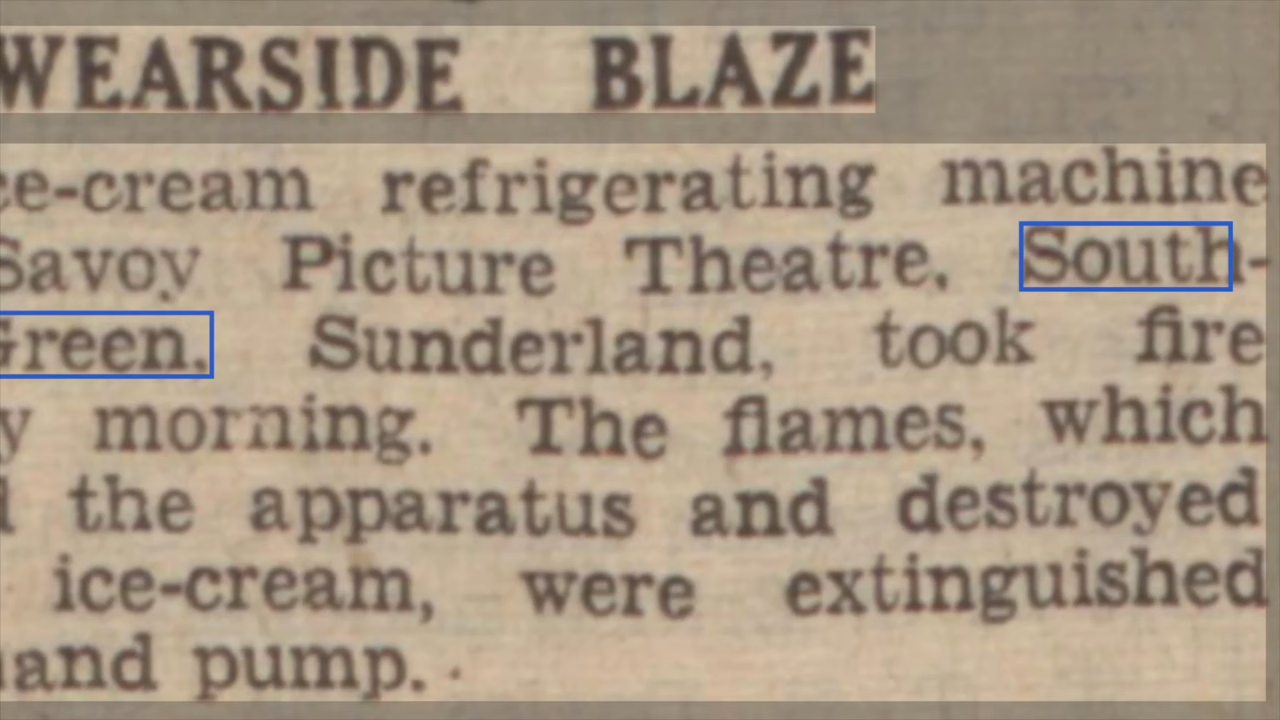 WEARSIDE BLAZE
ce-cream refrigerating machine
Savoy Picture Theatre, South-
Green, Sunderland, took fire
y morning. The flames, which
the apparatus and destroyed
ice-cream, were extinguished
hand pump.